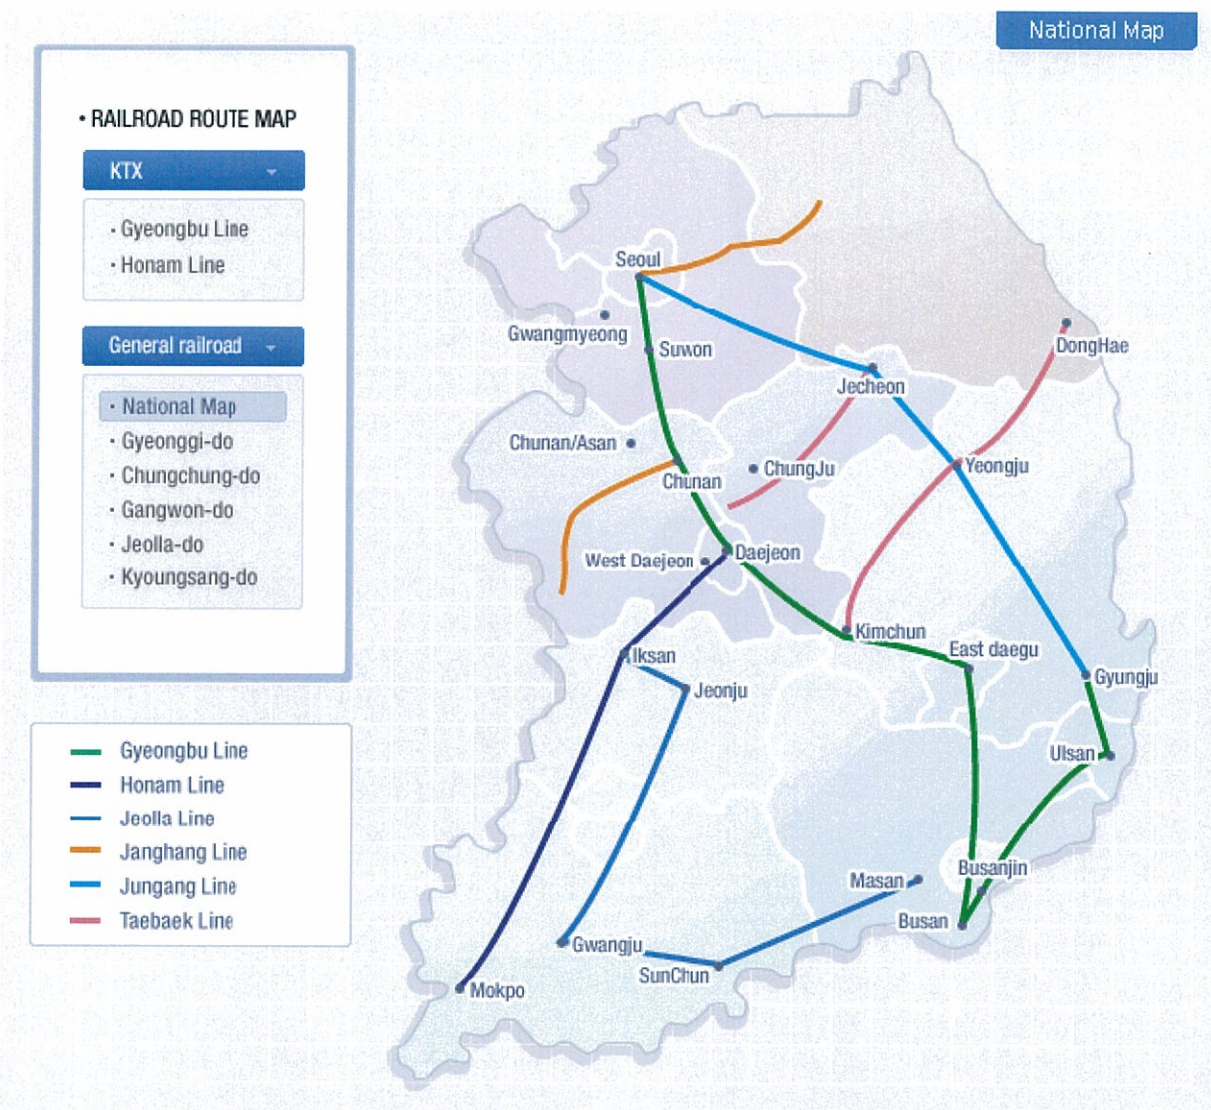 National Map
• RAILROAD ROUTE MAP
KTX
· Gyeongbu Line
· Honam Line
General railroad
· National Map
· Gyeonggi-do
· Chungchung-do
· Gangwon-do
· Jeolla-do
· Kyoungsang-do
Gyeongbu Line
Honam Line
Jeolla Line
Janghang Line
Jungang Line
Taebaek Line
Seoul
Gwangmyeong
Suwon
DongHae
Jecheon
Chunan/Asan
Chunan
ChungJu
Yeongju
West Daejeon
Daejeon
Kimchun
East daegu
Iksan
Jeonju
Gyungju
Ulsan
Busanjin
Masan
Busan
Gwangju
SunChun
Mokpo